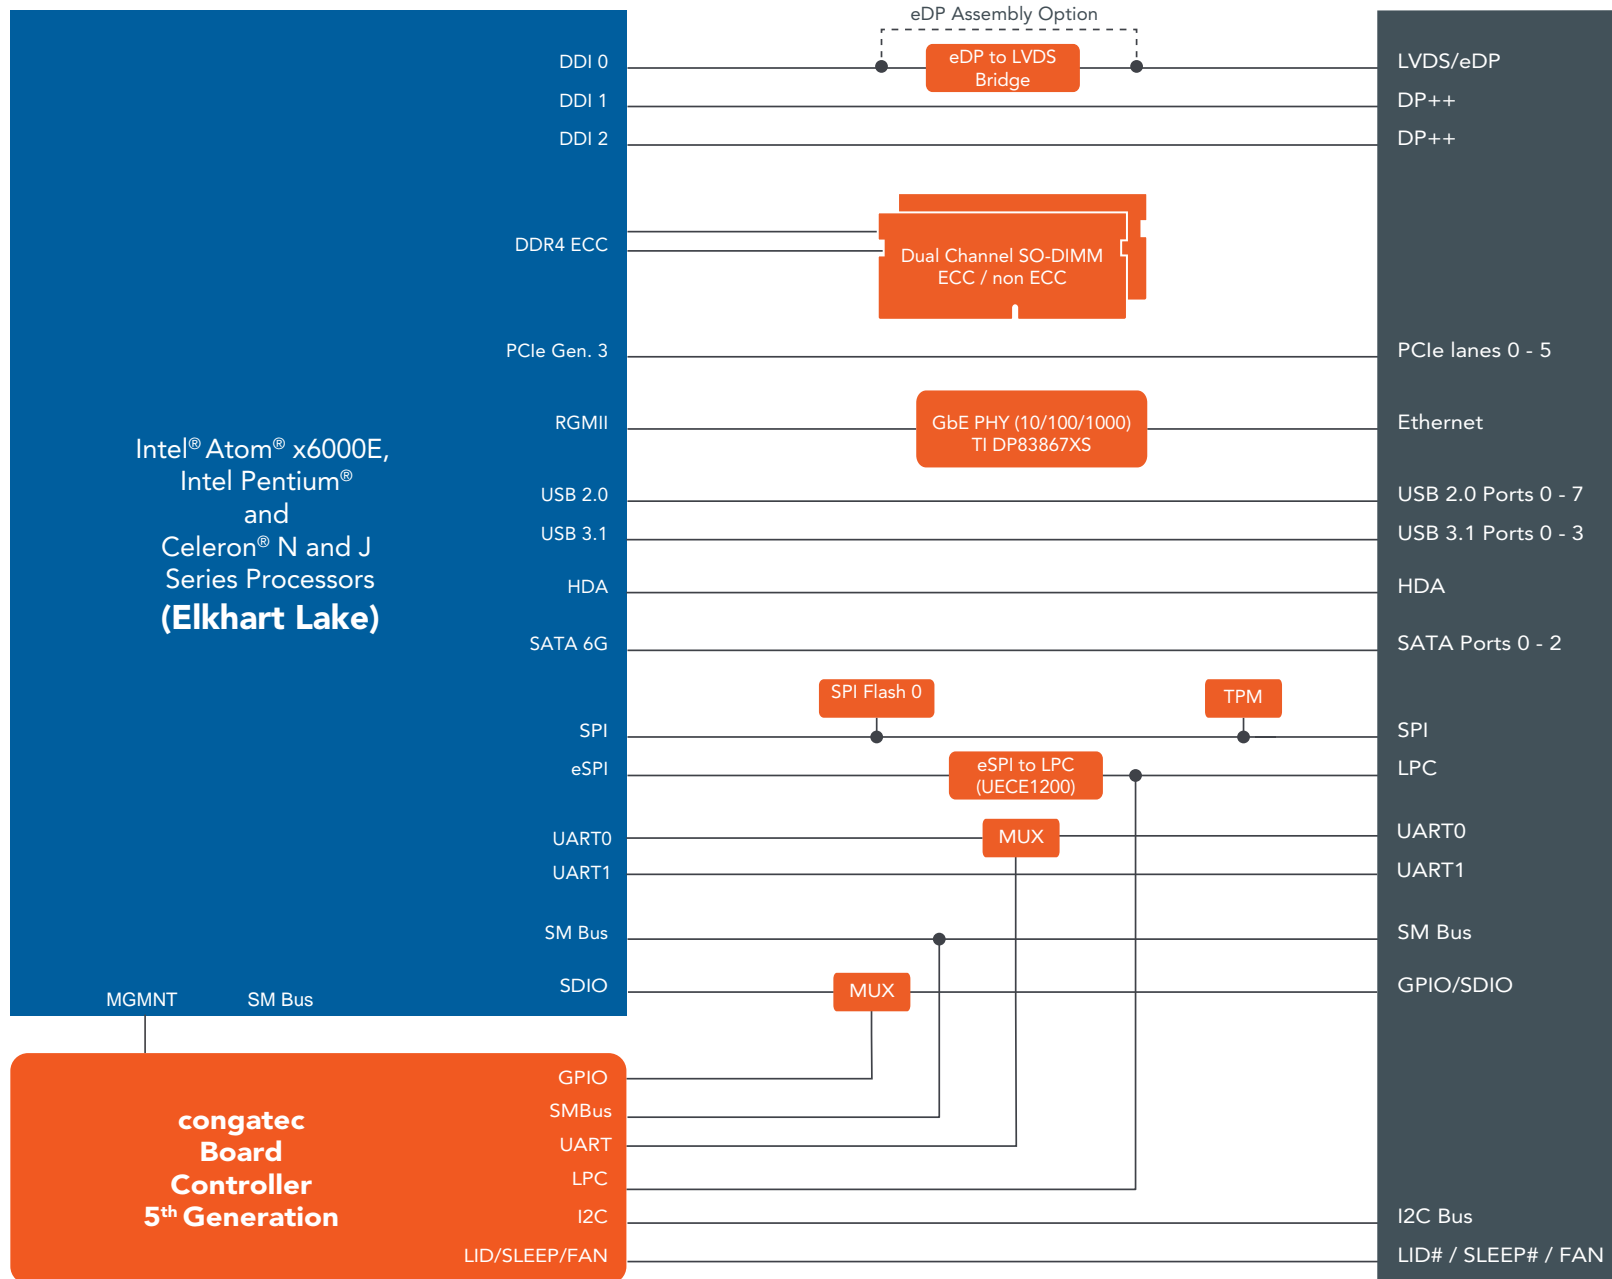 eDP Assembly Option
DDI 0
eDP to LVDS
Bridge
LVDS/eDP
DDI 1
DP++
DDI 2
DP++
DDR4 ECC
Dual Channel SO-DIMM
ECC / non ECC
PCIe Gen. 3
PCIe lanes 0 - 5
RGMII
GbE PHY (10/100/1000)
TI DP83867XS
Ethernet
Intel® Atom® x6000E,
Intel Pentium®
and
Celeron® N and J
Series Processors
(Elkhart Lake)
USB 2.0
USB 2.0 Ports 0 - 7
USB 3.1
USB 3.1 Ports 0 - 3
HDA
HDA
SATA 6G
SATA Ports 0 - 2
SPI Flash 0
TPM
SPI
SPI
eSPI
eSPI to LPC
(UECE1200)
LPC
UART0
MUX
UART0
UART1
UART1
SM Bus
SM Bus
SDIO
MUX
GPIO/SDIO
MGMNT
SM Bus
congatec
Board
Controller
5th Generation
GPIO
SMBus
UART
LPC
I2C
I2C Bus
LID/SLEEP/FAN
LID# / SLEEP# / FAN